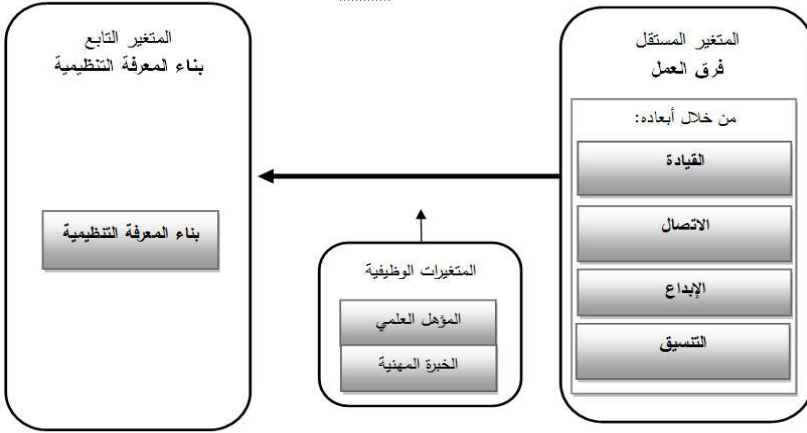 المتغير المستقل
فرق العمل
من خلال أبعاده:
القيادة
الاتصال
الإبداع
التنسيق
المتغيرات الوظيفية
المؤهل العلمي
الخبرة المهنية
المتغير التابع
بناء المعرفة التنظيمية
بناء المعرفة التنظيمية